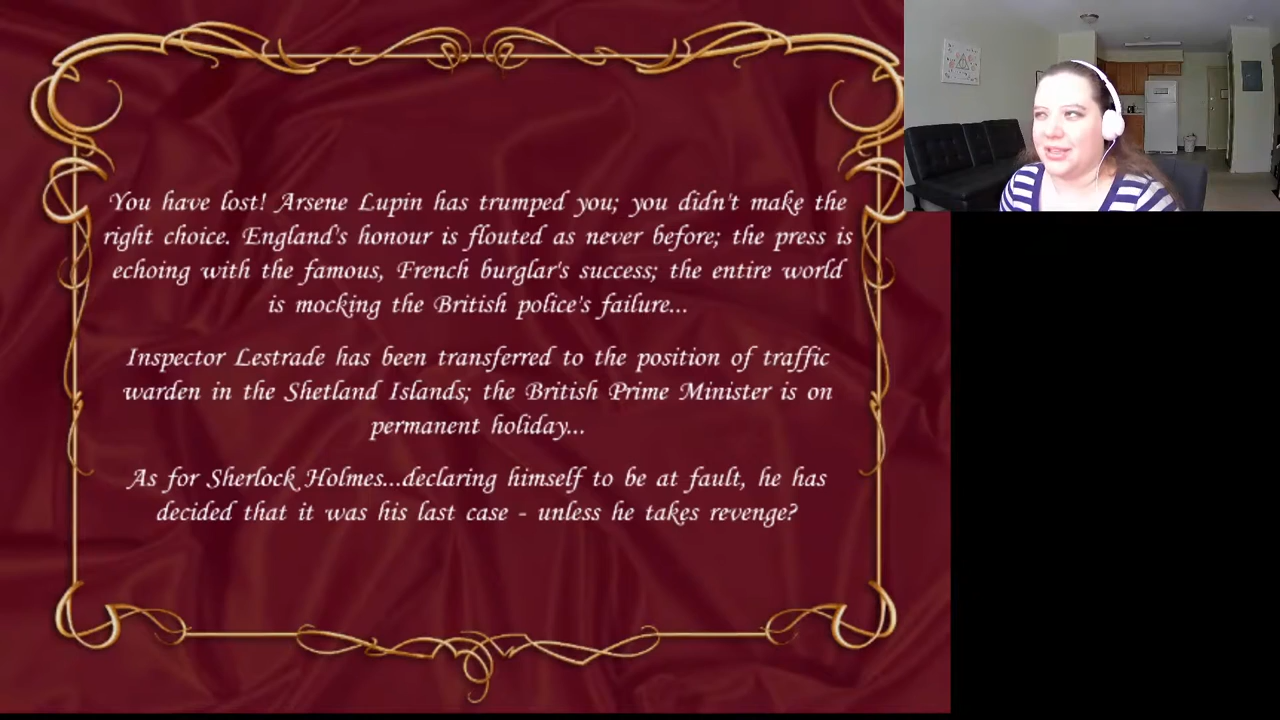 You have lost! Arsene Lupin has trumped you; you didn't make the
right choice. England's honour is flouted as never before; the press is
echoing with the famous, French burglar's success; the entire world
is mocking the British police's failure...
Inspector Lestrade has been transferred to the position of traffic
warden in the Shetland Islands; the British Prime Minister is on
permanent holiday...
As for Sherlock Holmes...declaring himself to be at fault, he has
decided that it was his last case - unless he takes revenge?